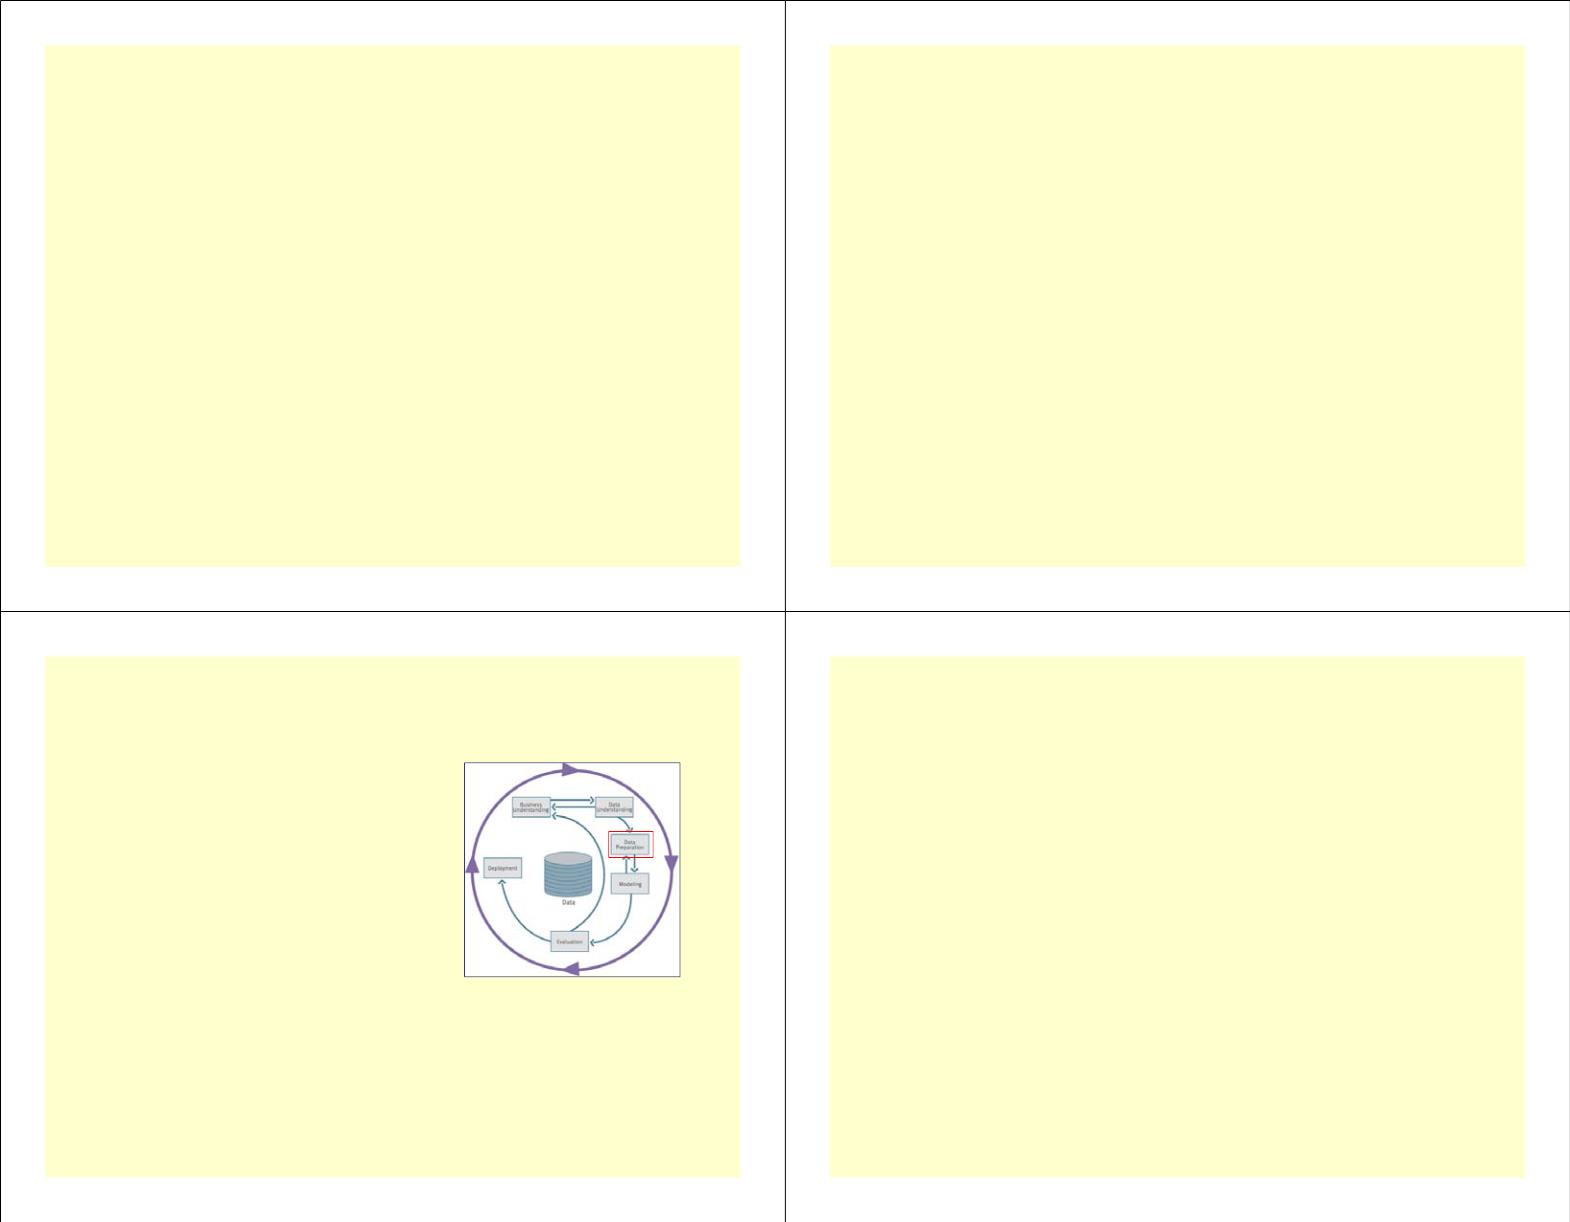 Business
Understanding
Data
Understanding
Data
Preparation
Deployment
Modeling
Data
Evaluation